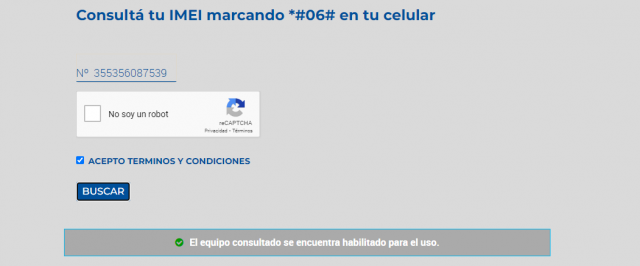 Consultá tu IMEI marcando *#06# en tu celular
Nº 355356087539
No soy un robot
reCAPTCHA
Privacidad - Términos
ACEPTO TERMINOS Y CONDICIONES
BUSCAR
El equipo consultado se encuentra habilitado para el uso.